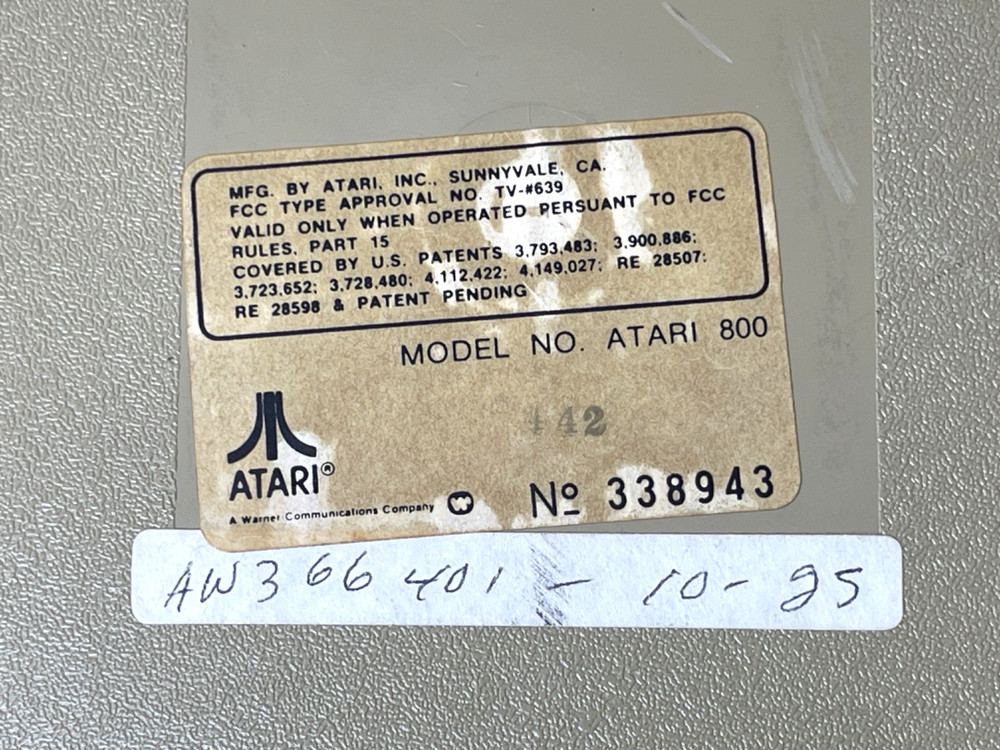 MFG. BY ATARI, INC., SUNNYVALE, CA.
FCC TYPE APPROVAL NO. TV-#639
VALID ONLY WHEN OPERATED PERSUANT TO FCC
RULES, PART 15
COVERED BY U.S. PATENTS 3,793,483; 3,900,886;
3,723,652; 3,728,480; 4,112,422; 4,149,027; RE 28507;
RE 28598 & PATENT PENDING
MODEL NO. ATARI 800
442
ATARI®
A Warner Communications Company
Nº 338943
AW366401 - 10-25